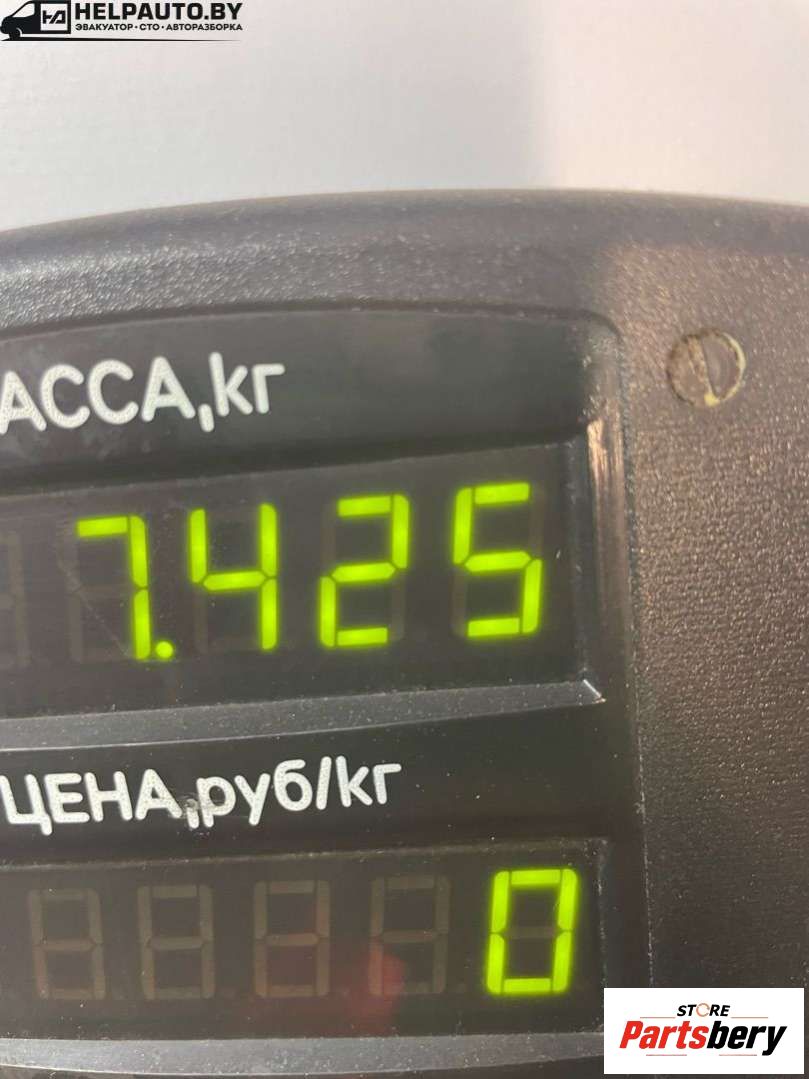 HELPAUTO.BY
ЭВАКУАТОР • СТО • АВТОРАЗБОРКА
АССА,кг
7.425
ЦЕНА,руб/кг
0
STORE
Partsbery